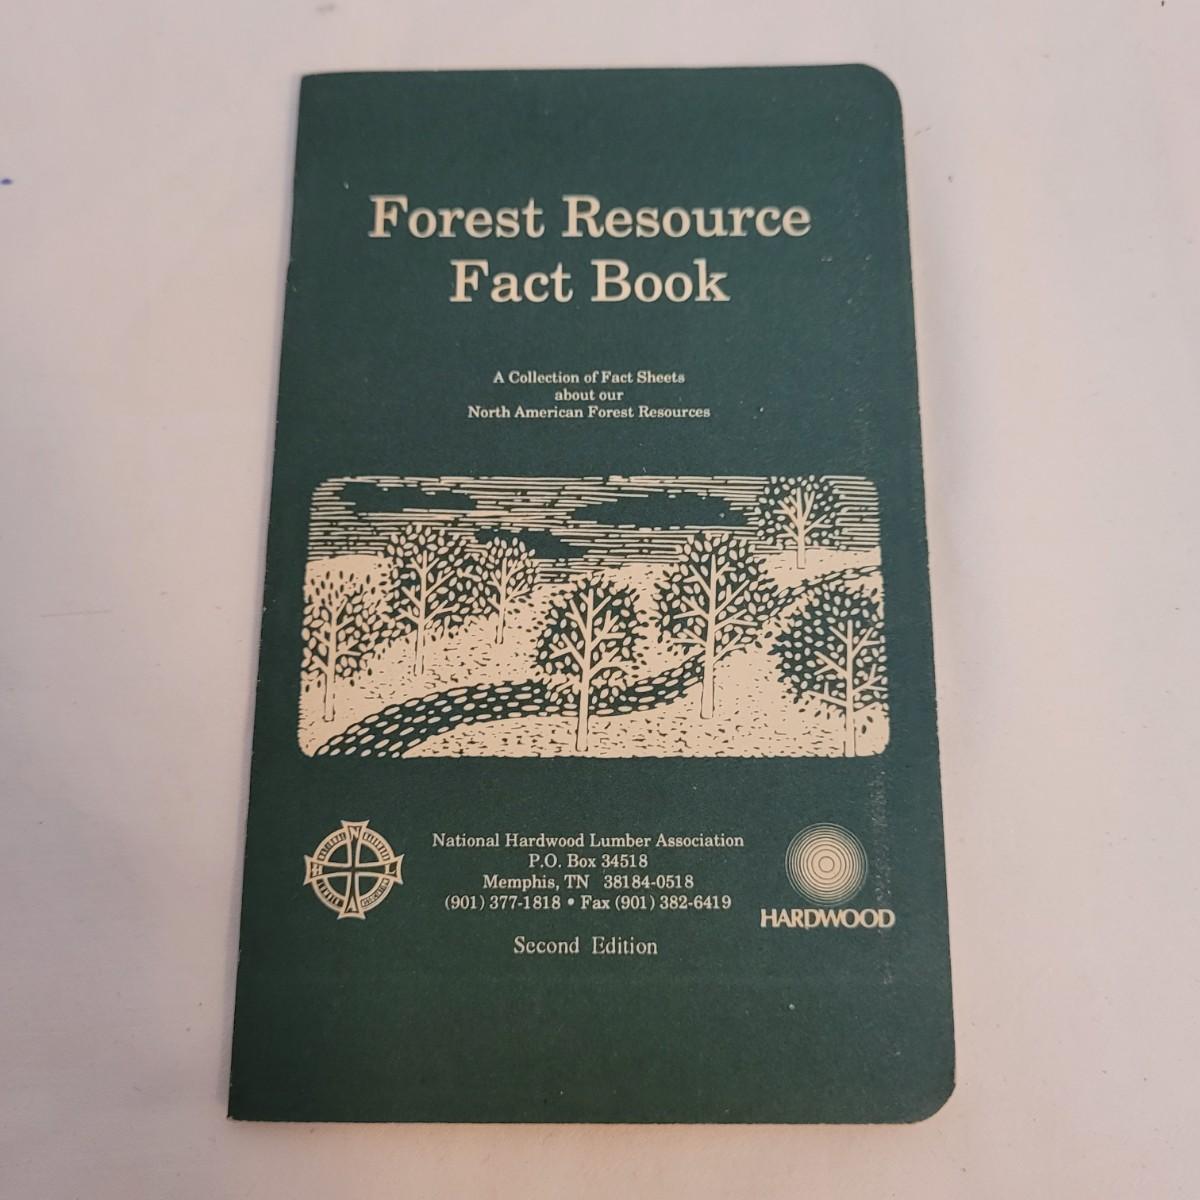 Forest Resource
Fact Book
A Collection of Fact Sheets
about our
North American Forest Resources
N
H L
A
National Hardwood Lumber Association
P.O. Box 34518
Memphis, TN 38184-0518
(901) 377-1818 • Fax (901) 382-6419
HARDWOOD
Second Edition